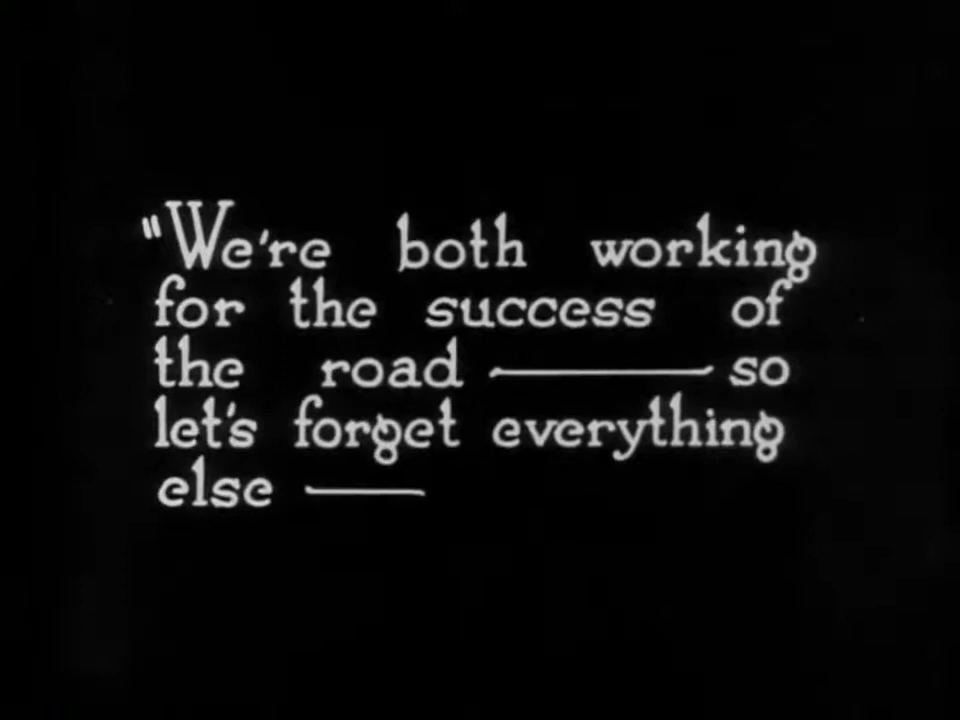 "We're both working
for the success of
the road —— so
let's forget everything
else ——